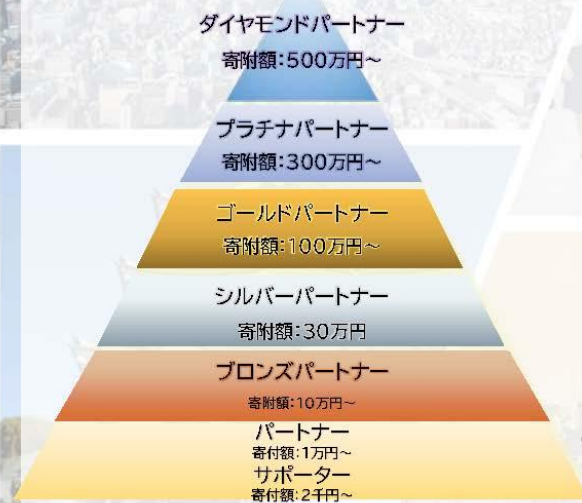 ダイヤモンドパートナー
寄附額:500万円～
プラチナパートナー
寄附額:300万円～
ゴールドパートナー
寄附額:100万円～
シルバーパートナー
寄附額:30万円
ブロンズパートナー
寄附額:10万円～
パートナー
寄付額:1万円～
サポーター
寄付額:2千円～